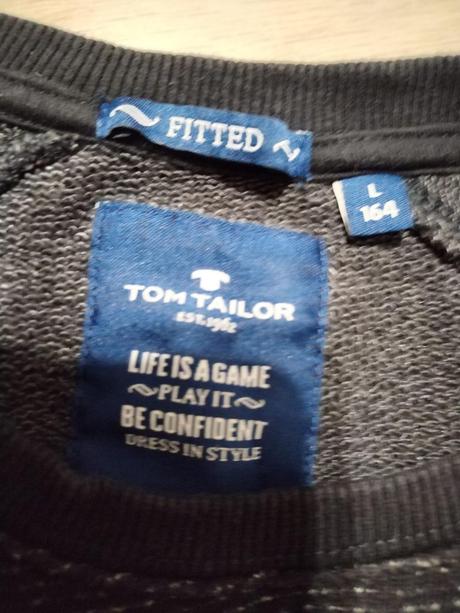 FITTED
L
164
TOM TAILOR
EST.1962
LIFE IS A GAME
PLAY IT
BE CONFIDENT
DRESS IN STYLE